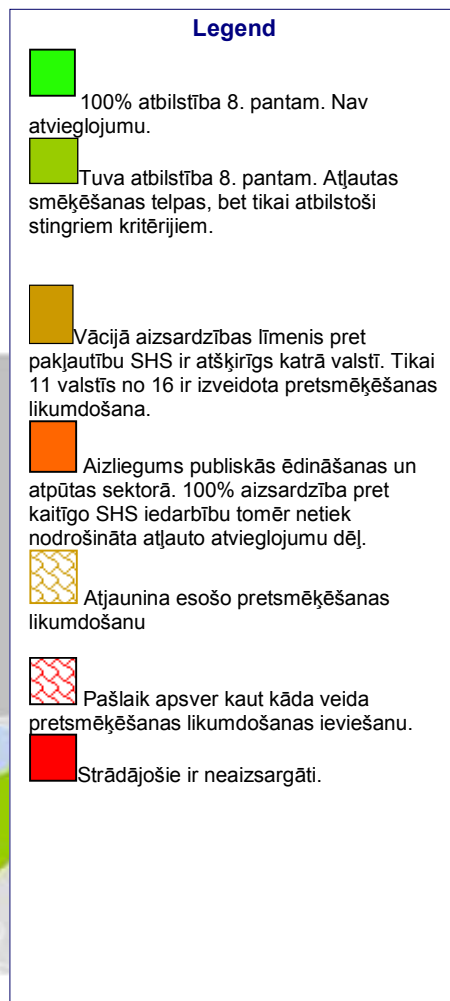 Legend
100% atbilstība 8. pantam. Nav
atvieglojumu.
Tuva atbilstība 8. pantam. Atļautas
smēķēšanas telpas, bet tikai atbilstoši
stingriem kritērijiem.
Vācijā aizsardzības līmenis pret
pakļautību SHS ir atšķirīgs katrā valstī. Tikai
11 valstīs no 16 ir izveidota pretsmēķēšanas
likumdošana.
Aizliegums publiskās ēdināšanas un
atpūtas sektorā. 100% aizsardzība pret
kaitīgo SHS iedarbību tomēr netiek
nodrošināta atļauto atvieglojumu dēļ.
Atjaunina esošo pretsmēķēšanas
likumdošanu
Pašlaik apsver kaut kāda veida
pretsmēķēšanas likumdošanas ieviešanu.
Strādājošie ir neaizsargāti.